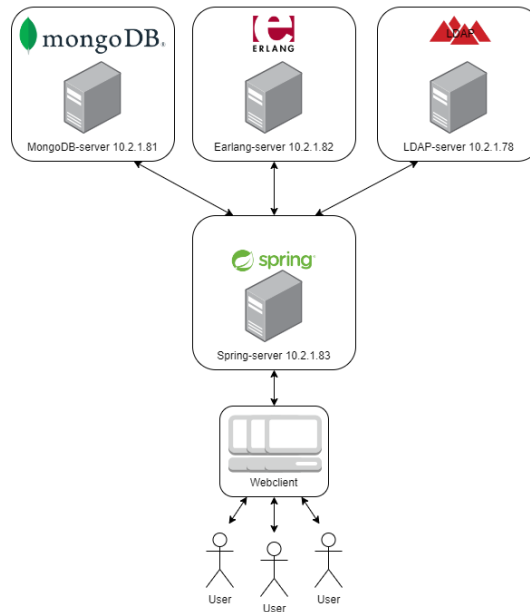 mongoDB®
ERLANG
LDAP
MongoDB-server 10.2.1.81
Earlang-server 10.2.1.82
LDAP-server 10.2.1.78
spring
Spring-server 10.2.1.83
Webclient
User
User
User